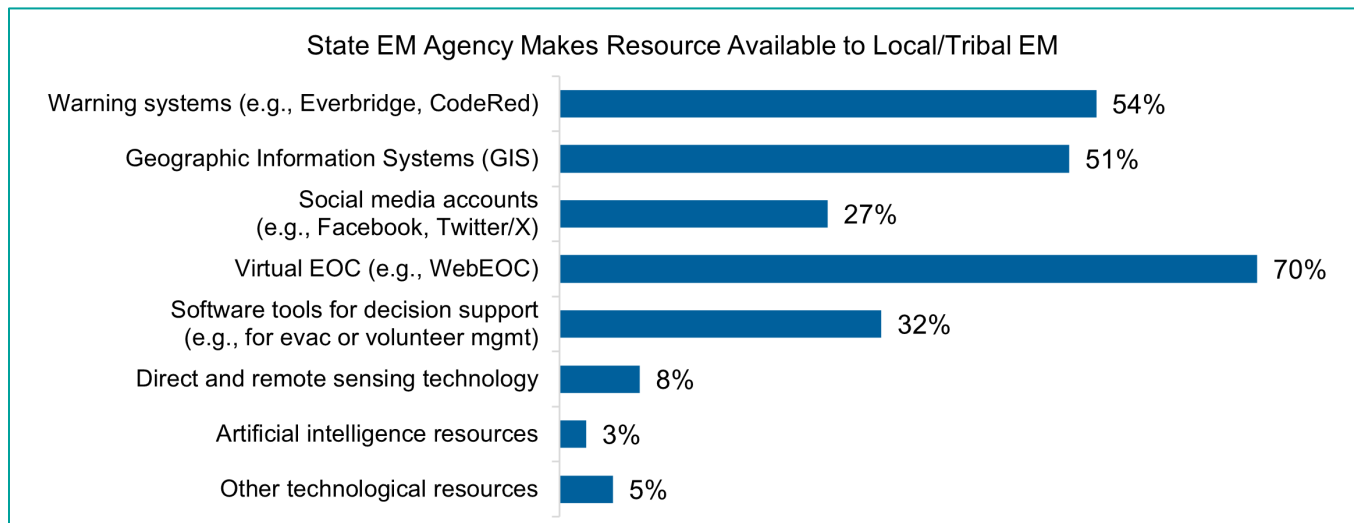 State EM Agency Makes Resource Available to Local/Tribal EM
Warning systems (e.g., Everbridge, CodeRed)
54%
Geographic Information Systems (GIS)
51%
Social media accounts
(e.g., Facebook, Twitter/X)
27%
Virtual EOC (e.g., WebEOC)
70%
Software tools for decision support
(e.g., for evac or volunteer mgmt)
32%
Direct and remote sensing technology
8%
Artificial intelligence resources
3%
Other technological resources
5%